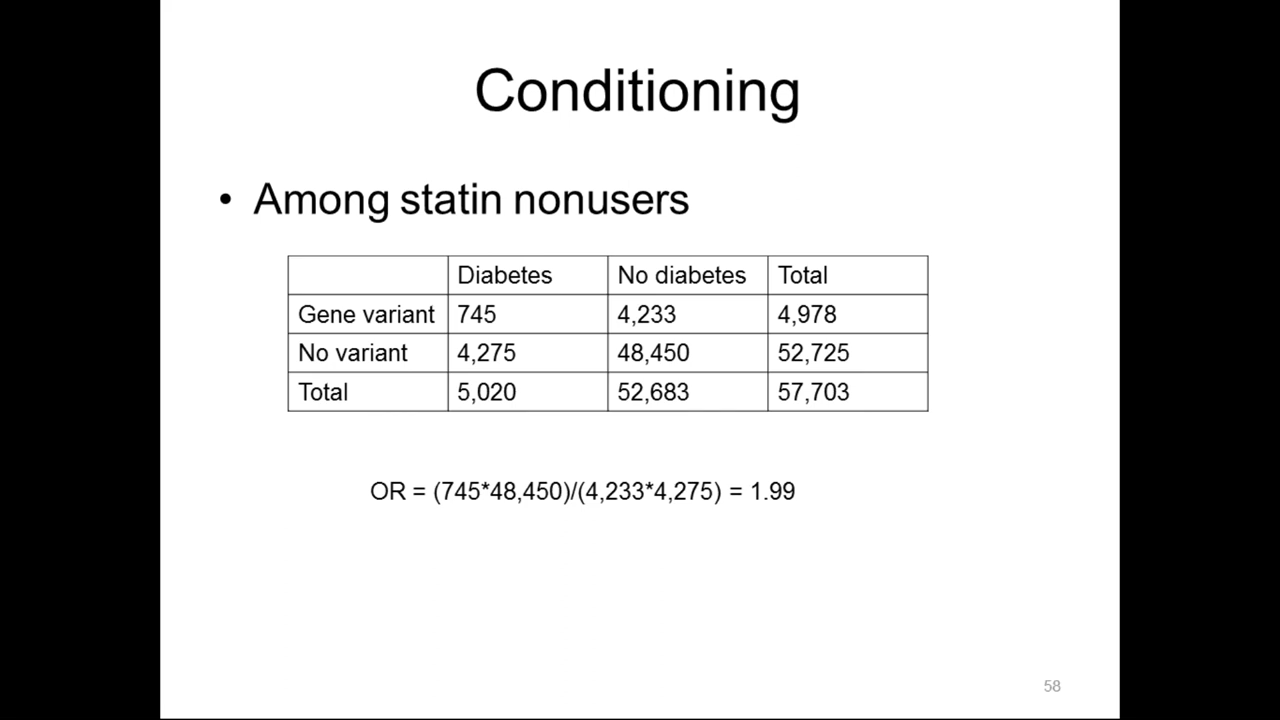 Conditioning
• Among statin nonusers
Diabetes No diabetes Total
Gene variant 745 4,233 4,978
No variant 4,275 48,450 52,725
Total 5,020 52,683 57,703
OR = (745*48,450)/(4,233*4,275) = 1.99
58